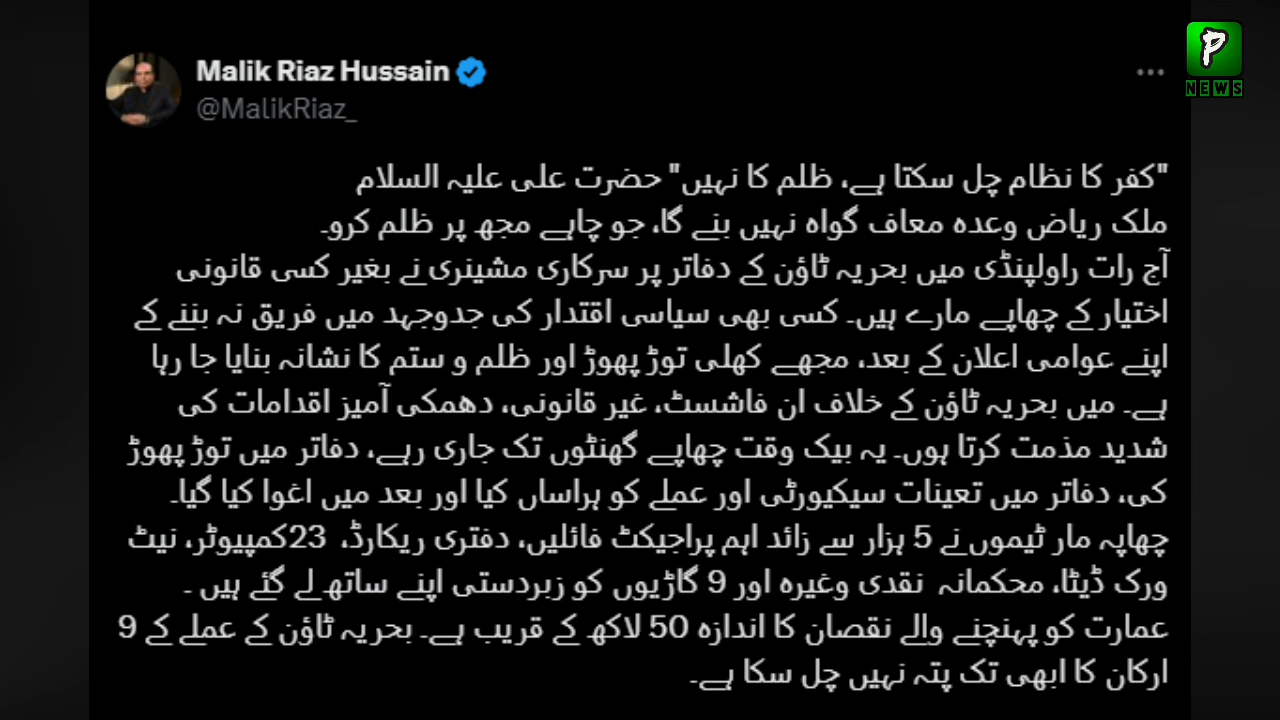 Malik Riaz Hussain
@MalikRiaz_
P
NEWS
"کفر کا نظام چل سکتا ہے، ظلم کا نہیں" حضرت علی علیہ السلام
ملک ریاض وعدہ معاف گواہ نہیں بنے گا، جو چاہے مجھ پر ظلم کرو۔
آج رات راولپنڈی میں بحریہ ٹاؤن کے دفاتر پر سرکاری مشینری نے بغیر کسی قانونی
اختیار کے چھاپے مارے ہیں۔ کسی بھی سیاسی اقتدار کی جدوجہد میں فریق نہ بننے کے
اپنے عوامی اعلان کے بعد، مجھے کھلی توڑ پھوڑ اور ظلم و ستم کا نشانہ بنایا جا رہا
ہے۔ میں بحریہ ٹاؤن کے خلاف ان فاشسٹ، غیر قانونی، دھمکی آمیز اقدامات کی
شدید مذمت کرتا ہوں۔ یہ بیک وقت چھاپے گھنٹوں تک جاری رہے، دفاتر میں توڑ پھوڑ
کی، دفاتر میں تعینات سیکیورٹی اور عملے کو ہراساں کیا اور بعد میں اغوا کیا گیا۔
چھاپہ مار ٹیموں نے 5 ہزار سے زائد اہم پراجیکٹ فائلیں، دفتری ریکارڈ، 23کمپیوٹر، نیٹ
ورک ڈیٹا، محکمانہ نقدی وغیرہ اور 9 گاڑیوں کو زبردستی اپنے ساتھ لے گئے ہیں ۔
عمارت کو پہنچنے والے نقصان کا اندازہ 50 لاکھ کے قریب ہے۔ بحریہ ٹاؤن کے عملے کے 9
ارکان کا ابھی تک پتہ نہیں چل سکا ہے۔